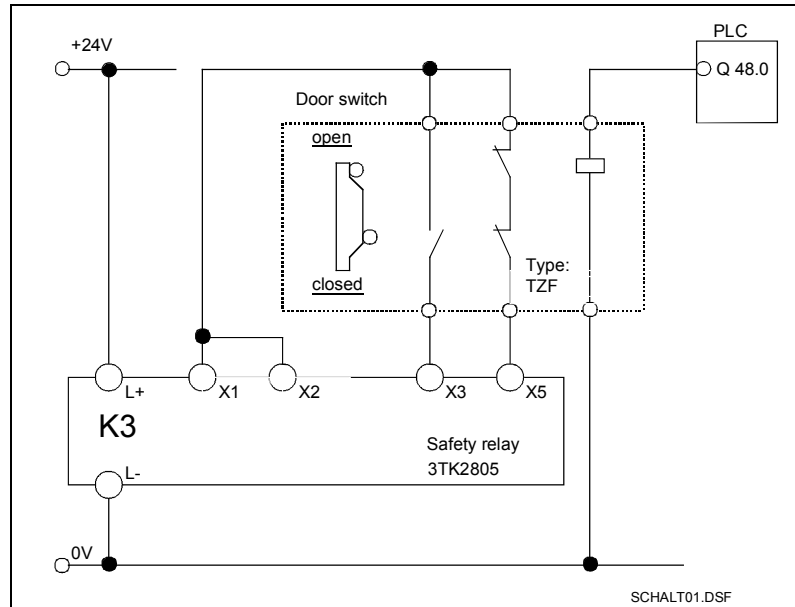 +24V
PLC
Q 48.0
Door switch
open
closed
Type:
TZF
L+
X1
X2
X3
X5
K3
Safety relay
3TK2805
L-
0V
SCHALT01.DSF